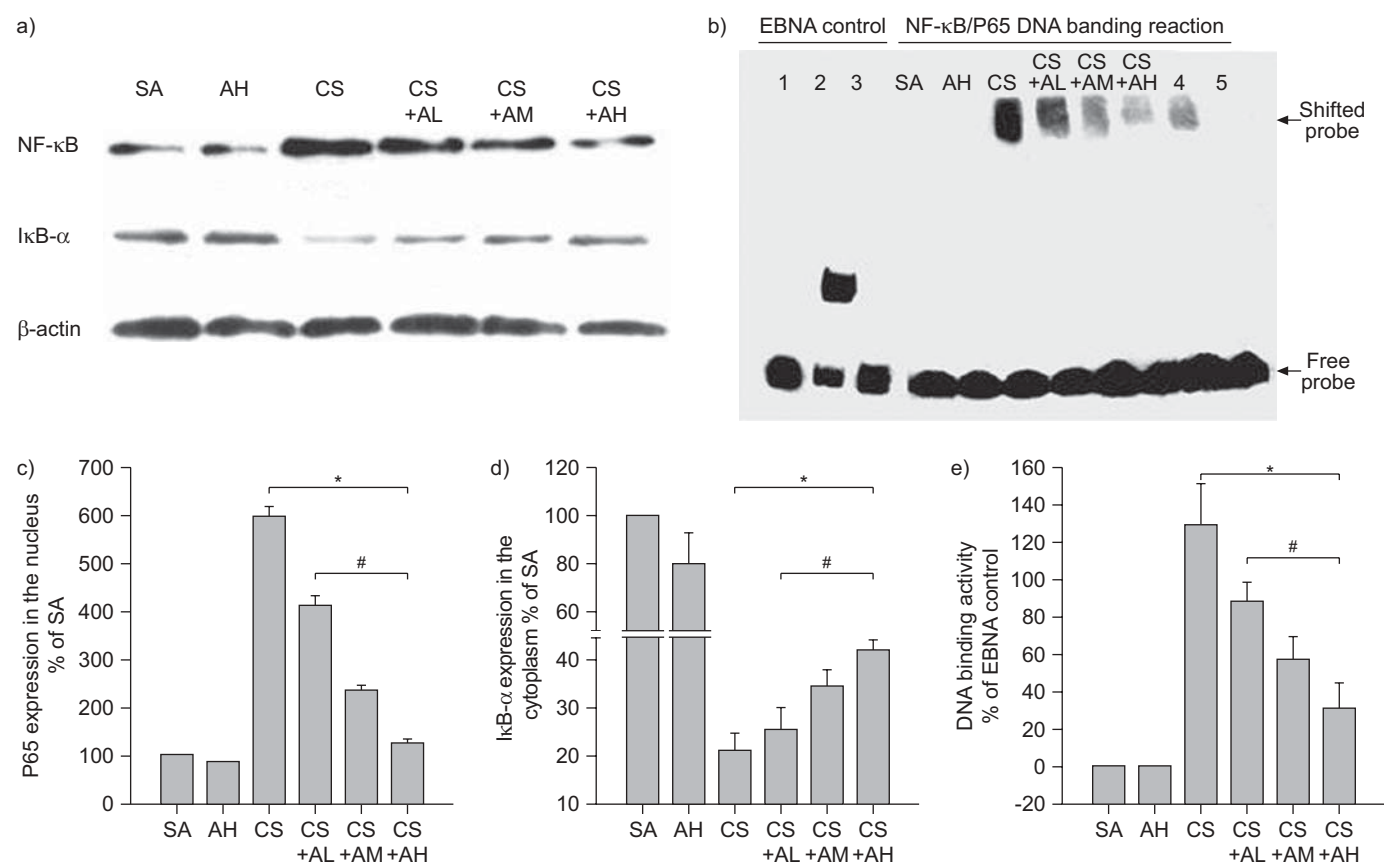 a)
SA AH CS CS CS CS
+AL +AM +AH
NF-κB
IκB-α
β-actin
b)
EBNA control NF-κB/P65 DNA banding reaction
CS CS CS
1 2 3 SA AH CS +AL +AM +AH 4 5
Shifted
probe
Free
probe
c)
P65 expression in the nucleus
% of SA
700
600
500
400
300
200
100
0
*
#
SA AH CS CS CS CS
+AL +AM +AH
d)
IκB-α expression in the
cytoplasm % of SA
120
100
80
60
40
30
20
10
*
#
SA AH CS CS CS CS
+AL +AM +AH
e)
DNA binding activity
% of EBNA control
160
140
120
100
80
60
40
20
0
-20
*
#
SA AH CS CS CS CS
+AL +AM +AH